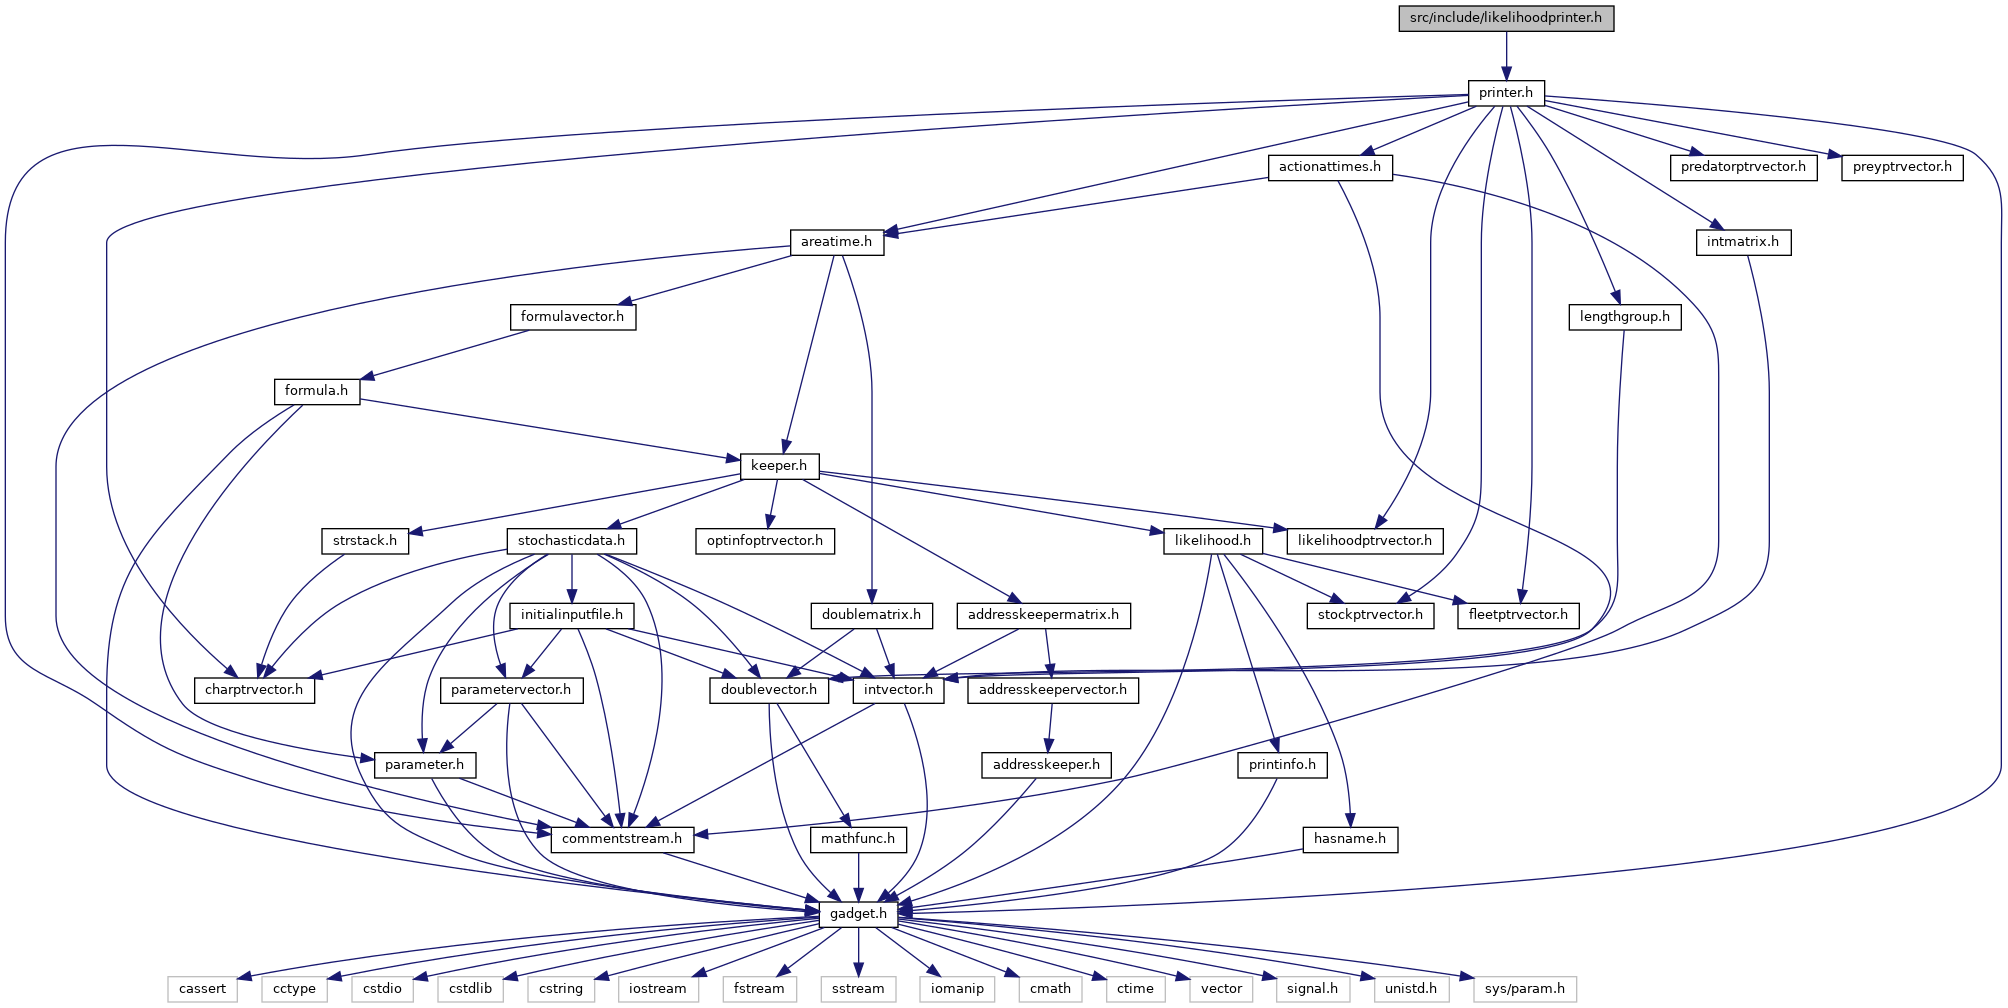 src/include/likelihoodprinter.h
printer.h
actionattimes.h
predatorptrvector.h
preyptrvector.h
areatime.h
intmatrix.h
formulavector.h
lengthgroup.h
formula.h
keeper.h
strstack.h
stochasticdata.h
optinfoptrvector.h
likelihood.h
likelihoodptrvector.h
initialinputfile.h
doublematrix.h
addresskeepermatrix.h
stockptrvector.h
fleetptrvector.h
charptrvector.h
parametervector.h
doublevector.h
intvector.h
addresskeepervector.h
parameter.h
addresskeeper.h
printinfo.h
commentstream.h
mathfunc.h
hasname.h
gadget.h
cassert
cctype
cstdio
cstdlib
cstring
iostream
fstream
sstream
iomanip
cmath
ctime
vector
signal.h
unistd.h
sys/param.h